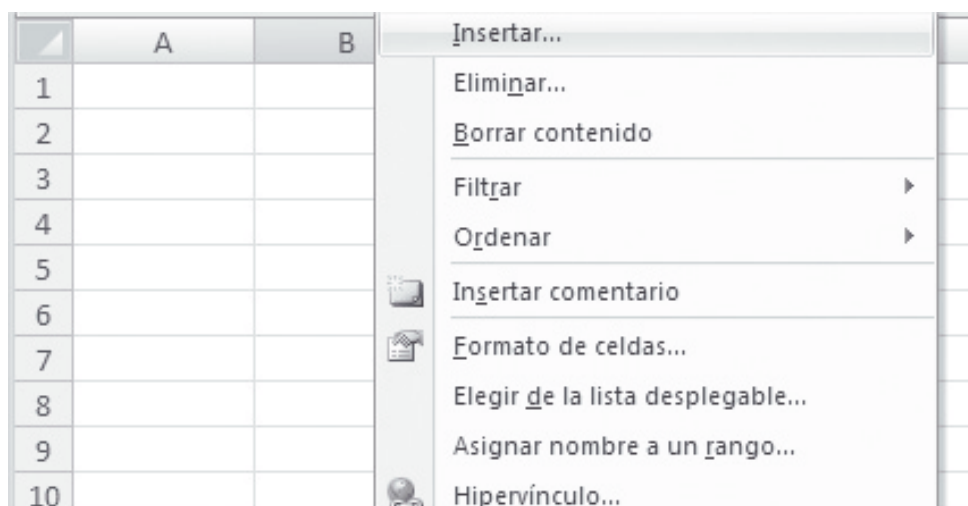 A B
Insertar...
1
Eliminar...
2
Borrar contenido
3
Filtrar
4
Ordenar
5
Insertar comentario
6
7
Formato de celdas...
8
Elegir de la lista desplegable...
9
Asignar nombre a un rango...
10
Hipervínculo...